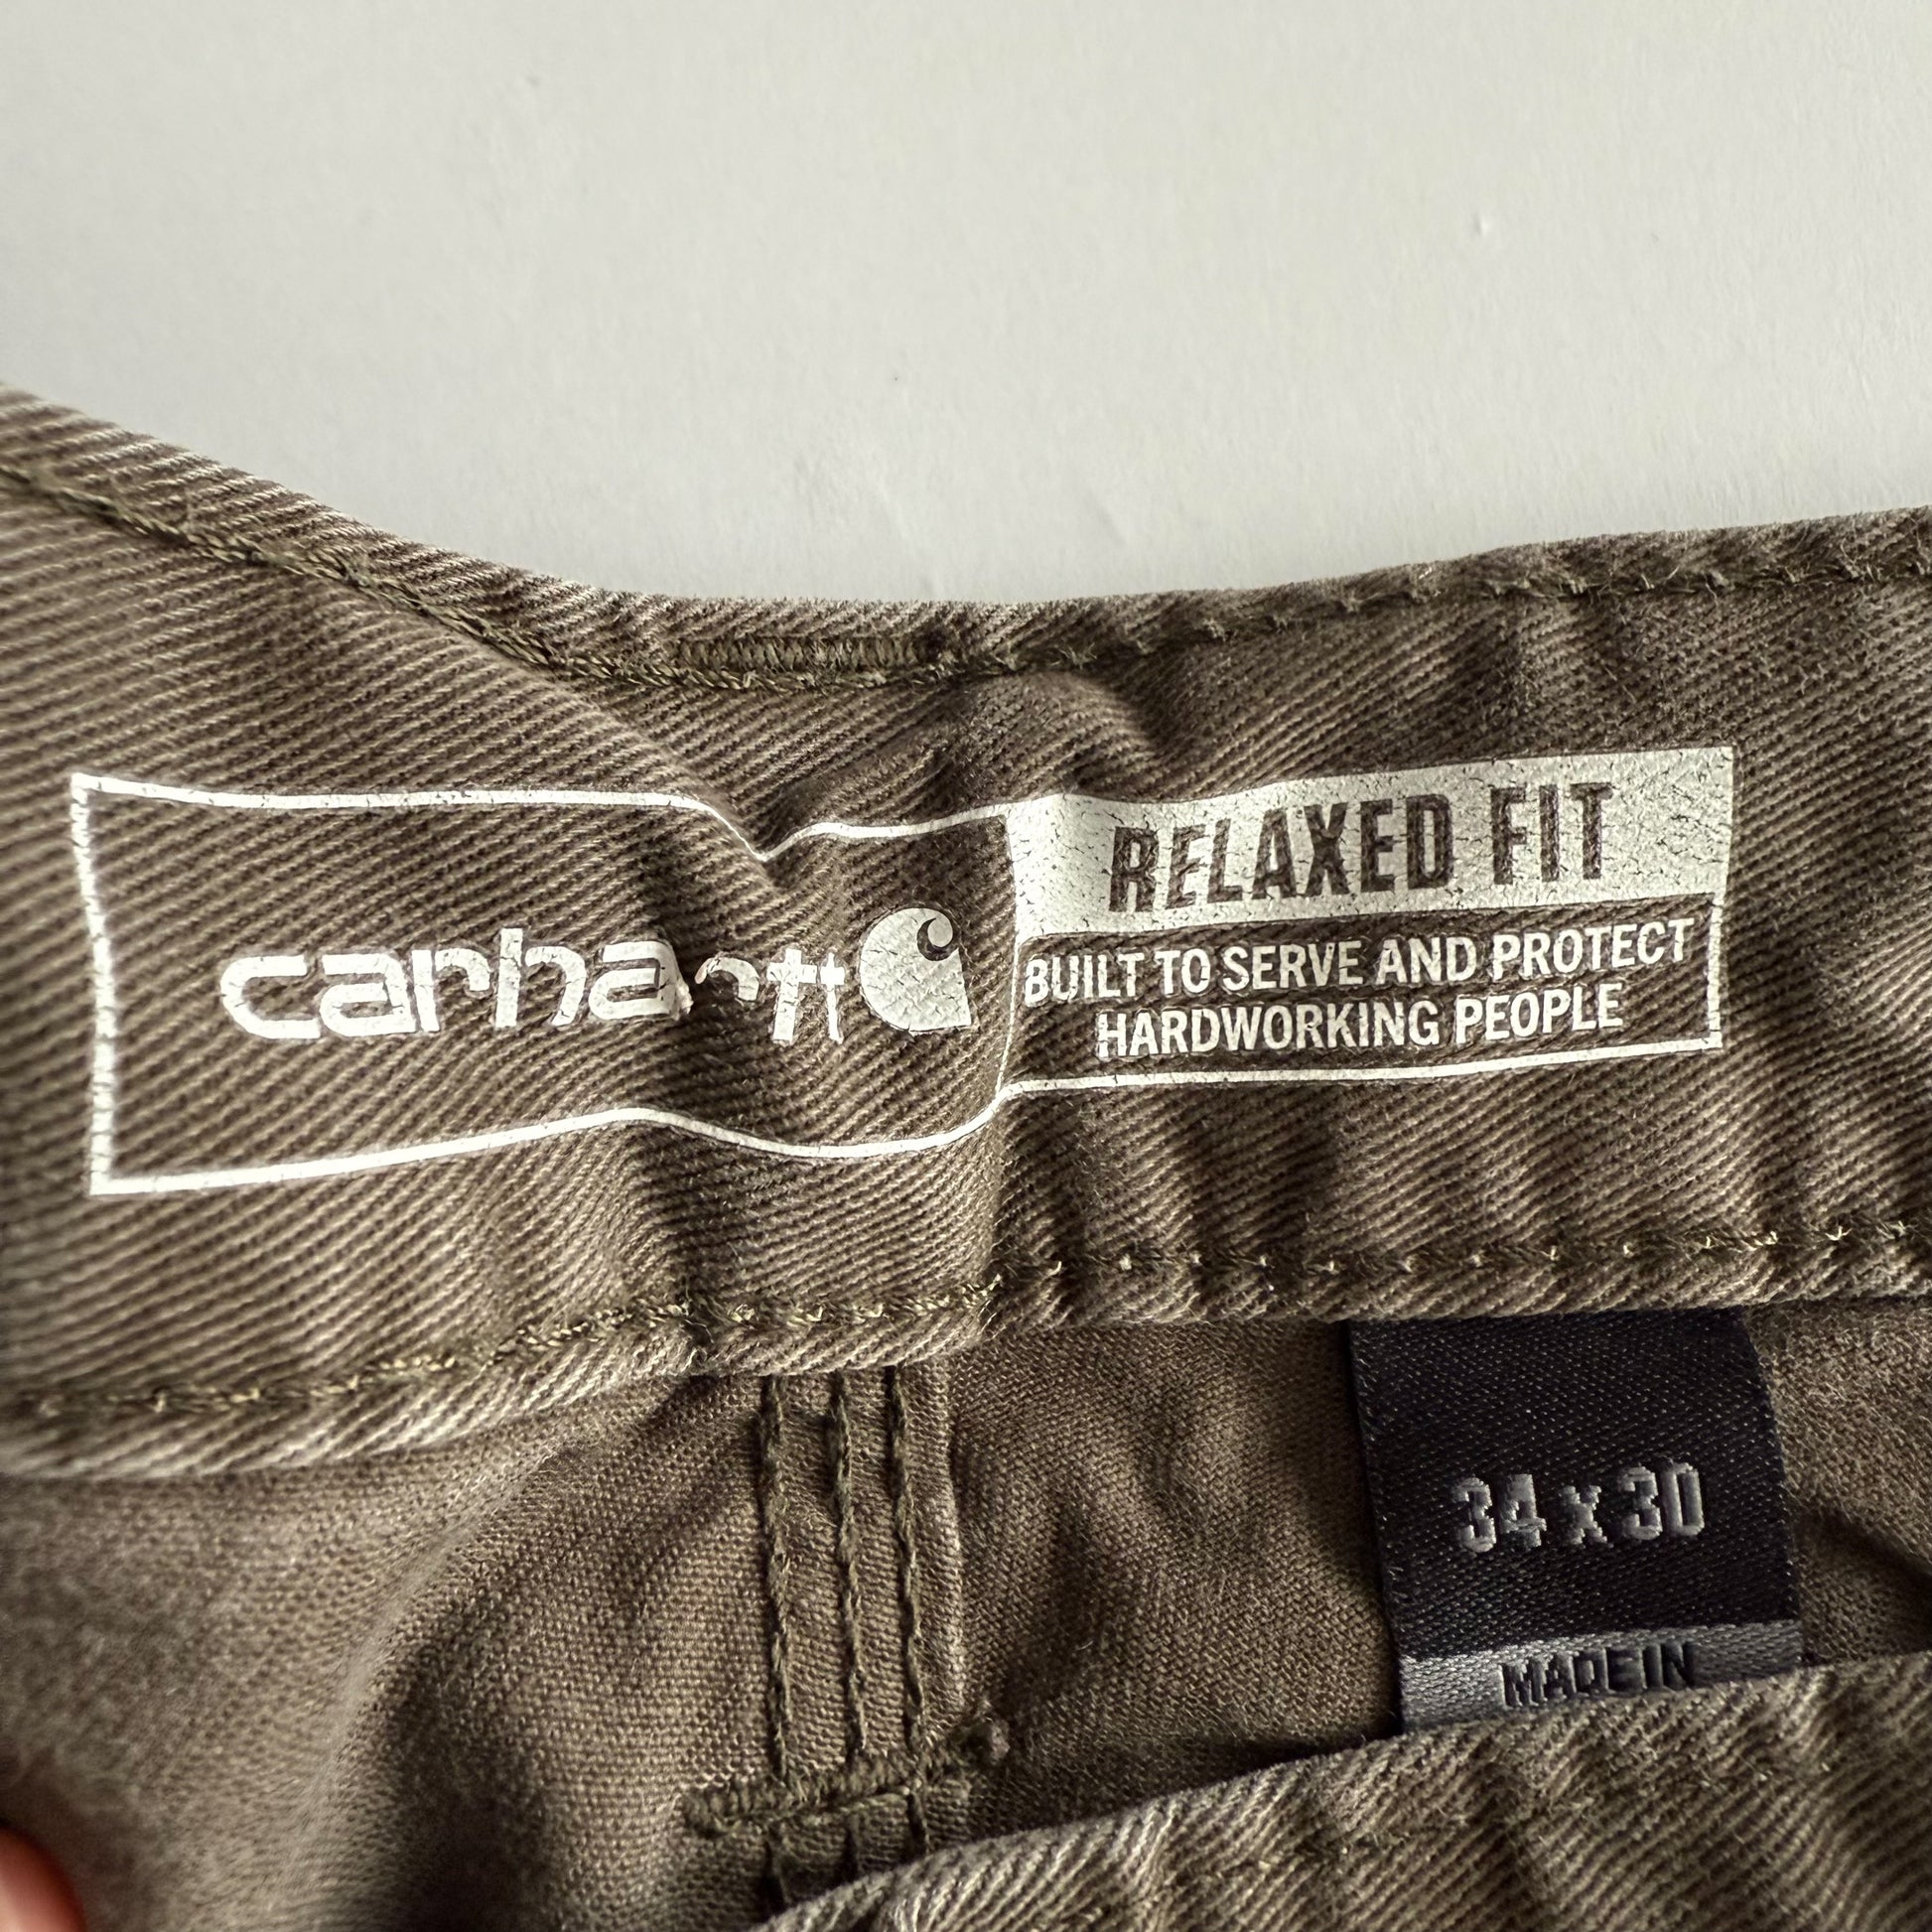 carhartt
RELAXED FIT
BUILT TO SERVE AND PROTECT
HARDWORKING PEOPLE
34 x 30
MADE IN